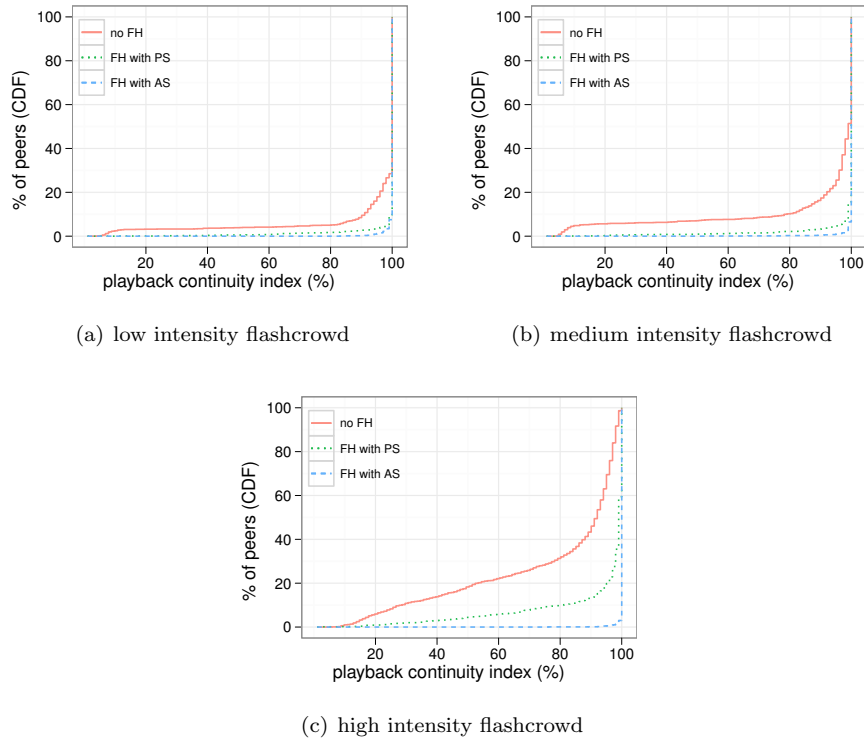 100
80
60
40
20
0
% of peers (CDF)
no FH
FH with PS
FH with AS
20 40 60 80 100
playback continuity index (%)
(a) low intensity flashcrowd
100
80
60
40
20
0
% of peers (CDF)
no FH
FH with PS
FH with AS
20 40 60 80 100
playback continuity index (%)
(b) medium intensity flashcrowd
100
80
60
40
20
0
% of peers (CDF)
no FH
FH with PS
FH with AS
20 40 60 80 100
playback continuity index (%)
(c) high intensity flashcrowd